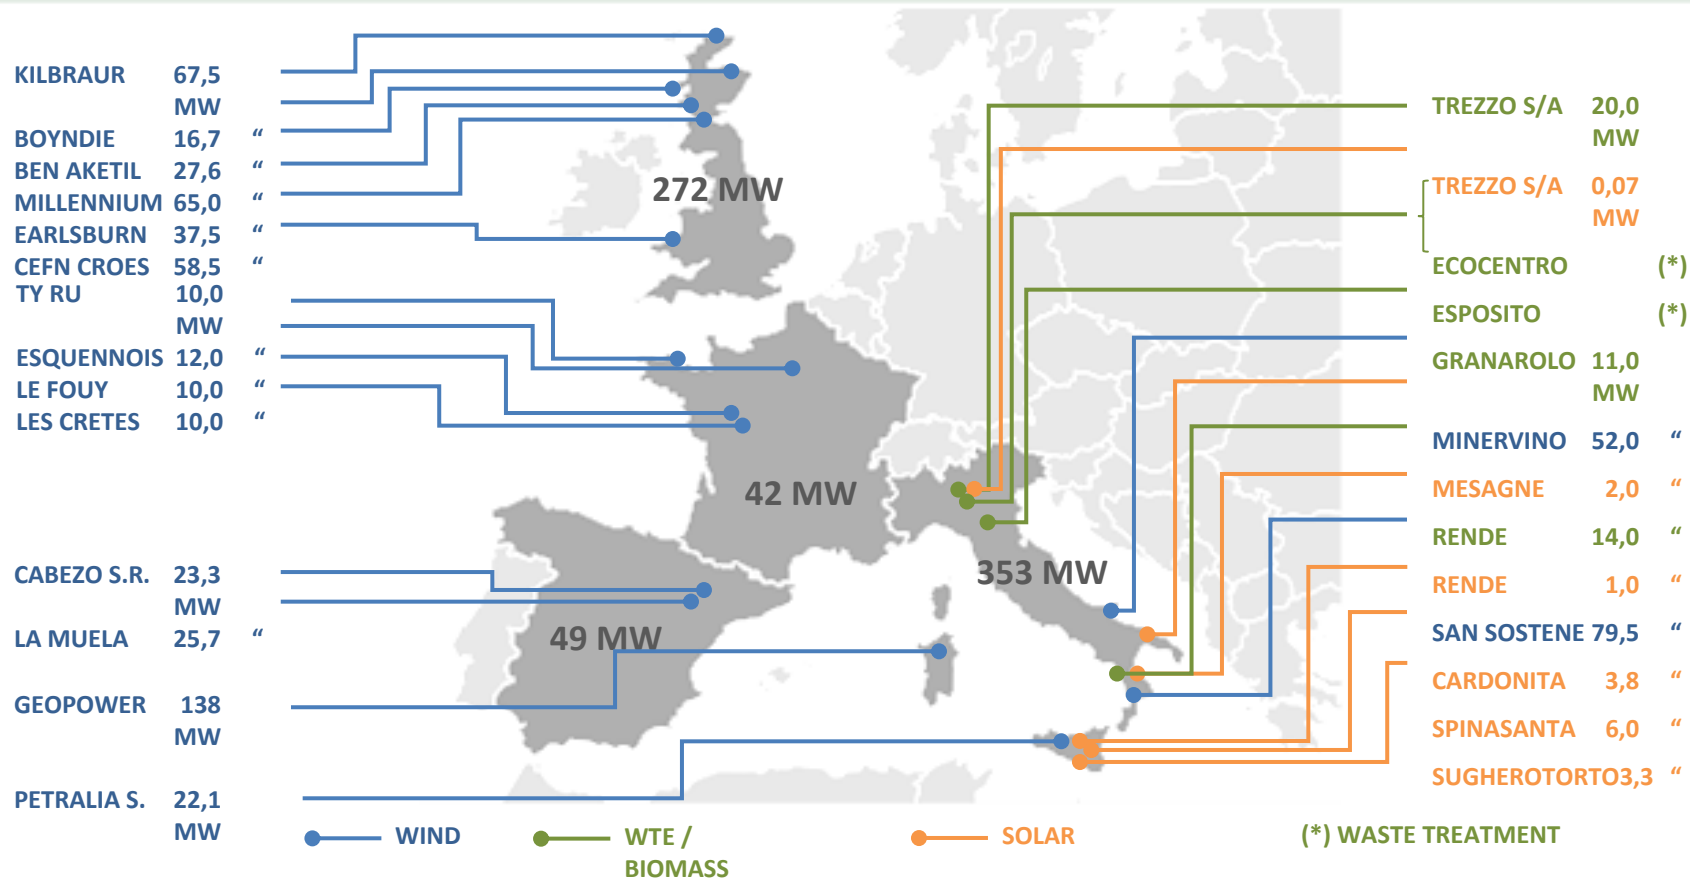 KILBRAUR 67,5
MW
BOYNDIE 16,7 “
BEN AKETIL 27,6 “
MILLENNIUM 65,0 “
EARLSBURN 37,5 “
CEFN CROES 58,5 “
TY RU 10,0
MW
ESQUENNOIS 12,0 “
LE FOUY 10,0 “
LES CRETES 10,0 “
CABEZO S.R. 23,3
MW
LA MUELA 25,7 “
GEOPOWER 138
MW
PETRALIA S. 22,1
MW
272 MW
42 MW
49 MW
353 MW
TREZZO S/A 20,0
MW
TREZZO S/A 0,07
MW
ECOCENTRO (*)
ESPOSITO (*)
GRANAROLO 11,0
MW
MINERVINO 52,0 “
MESAGNE 2,0 “
RENDE 14,0 “
RENDE 1,0 “
SAN SOSTENE 79,5 “
CARDONITA 3,8 “
SPINASANTA 6,0 “
SUGHEROTORTO3,3 “
WIND
WTE /
BIOMASS
SOLAR
(*) WASTE TREATMENT